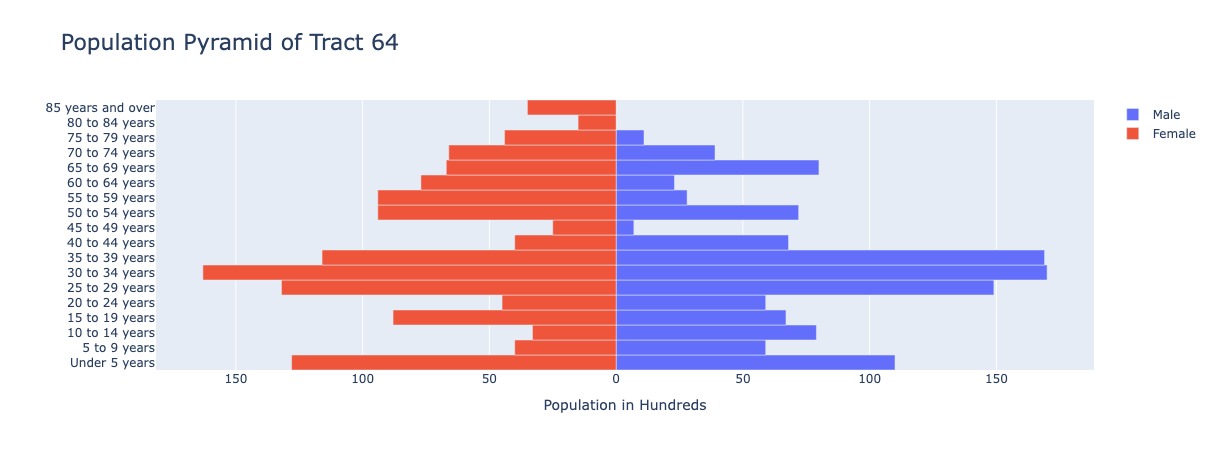 Population Pyramid of Tract 64
85 years and over
80 to 84 years
75 to 79 years
70 to 74 years
65 to 69 years
60 to 64 years
55 to 59 years
50 to 54 years
45 to 49 years
40 to 44 years
35 to 39 years
30 to 34 years
25 to 29 years
20 to 24 years
15 to 19 years
10 to 14 years
5 to 9 years
Under 5 years
150 100 50 0 50 100 150
Population in Hundreds
Male
Female